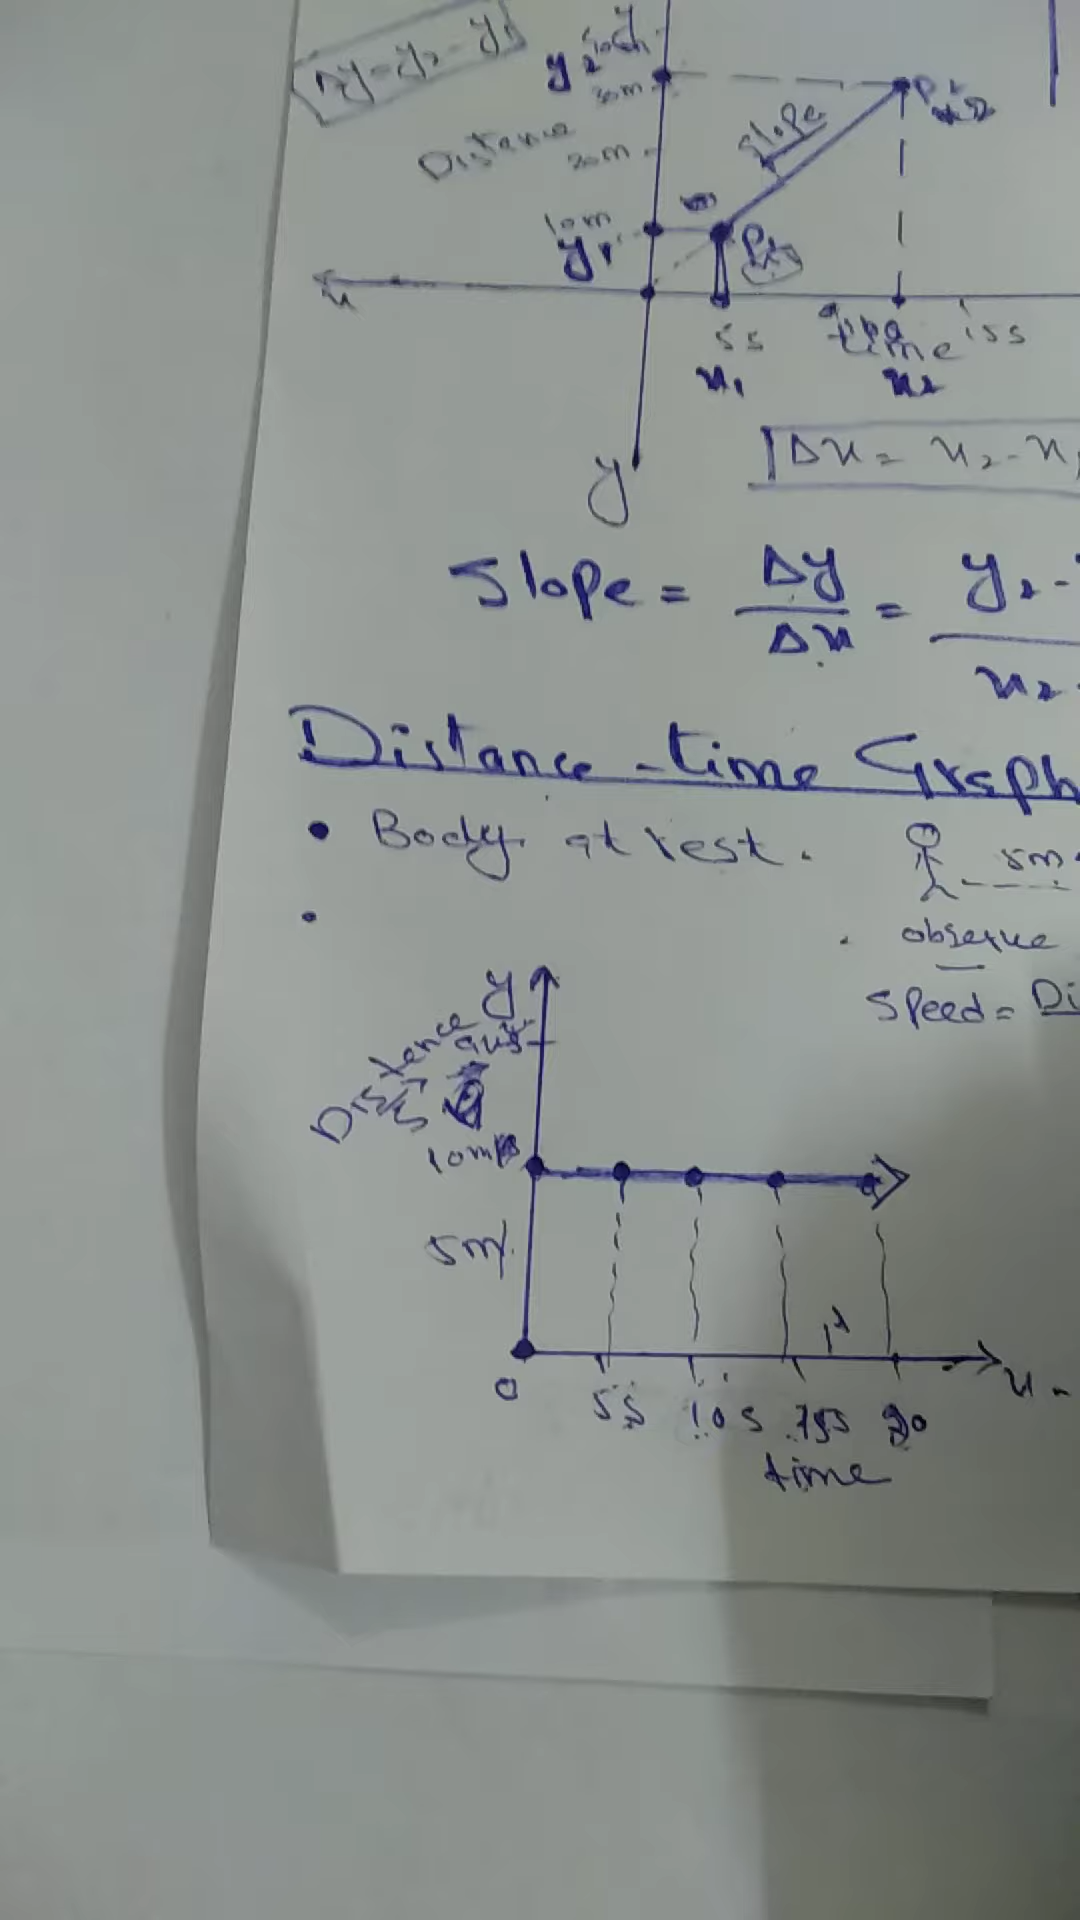 Δy = y₂ - y₁
y
y₂
30m
Distance
20m
slope
10m
y₁
P₁
5s
time
15s
x₁
x₂
Δx = x₂ - x₁
y
Slope = Δy / Δx = y₂ -
x₂ -
Distance - time Graph
• Body at rest.
5m
•
observe
Speed = Di
y
Distance
10m
5m
0
5s 10s 15s 20
x
time